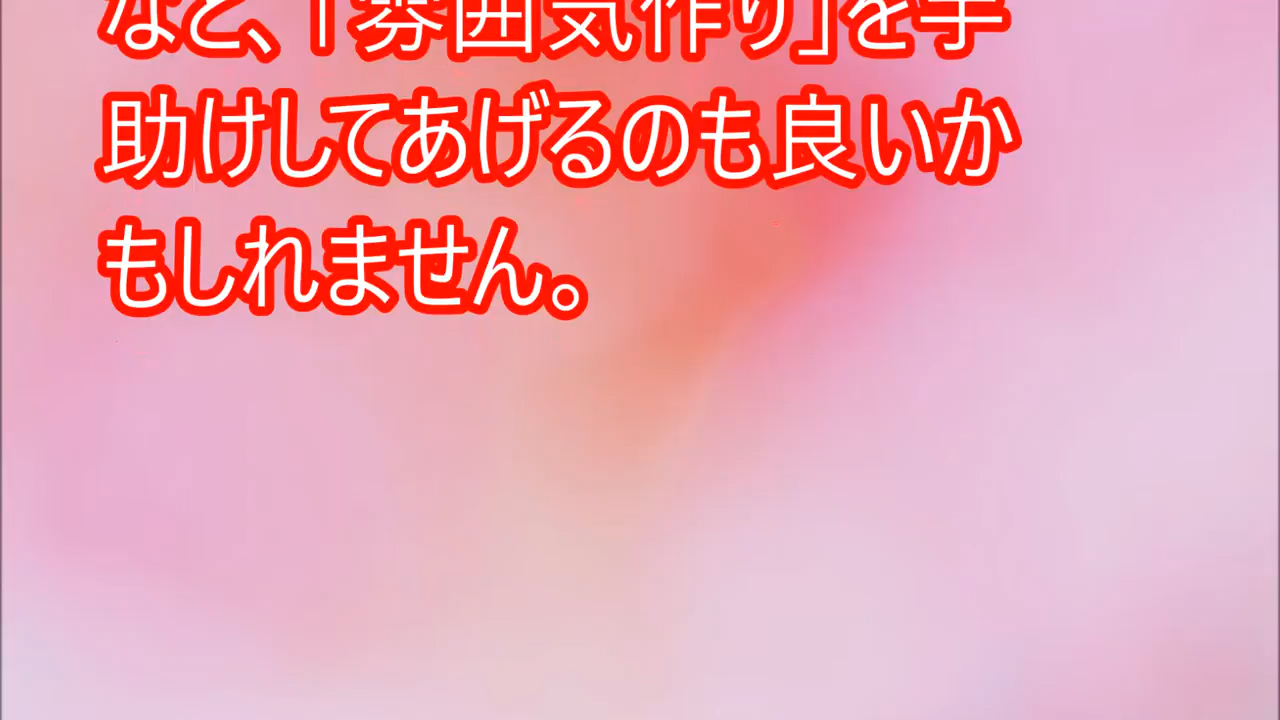 など、「雰囲気作り」を手
助けしてあげるのも良いか
もしれません。